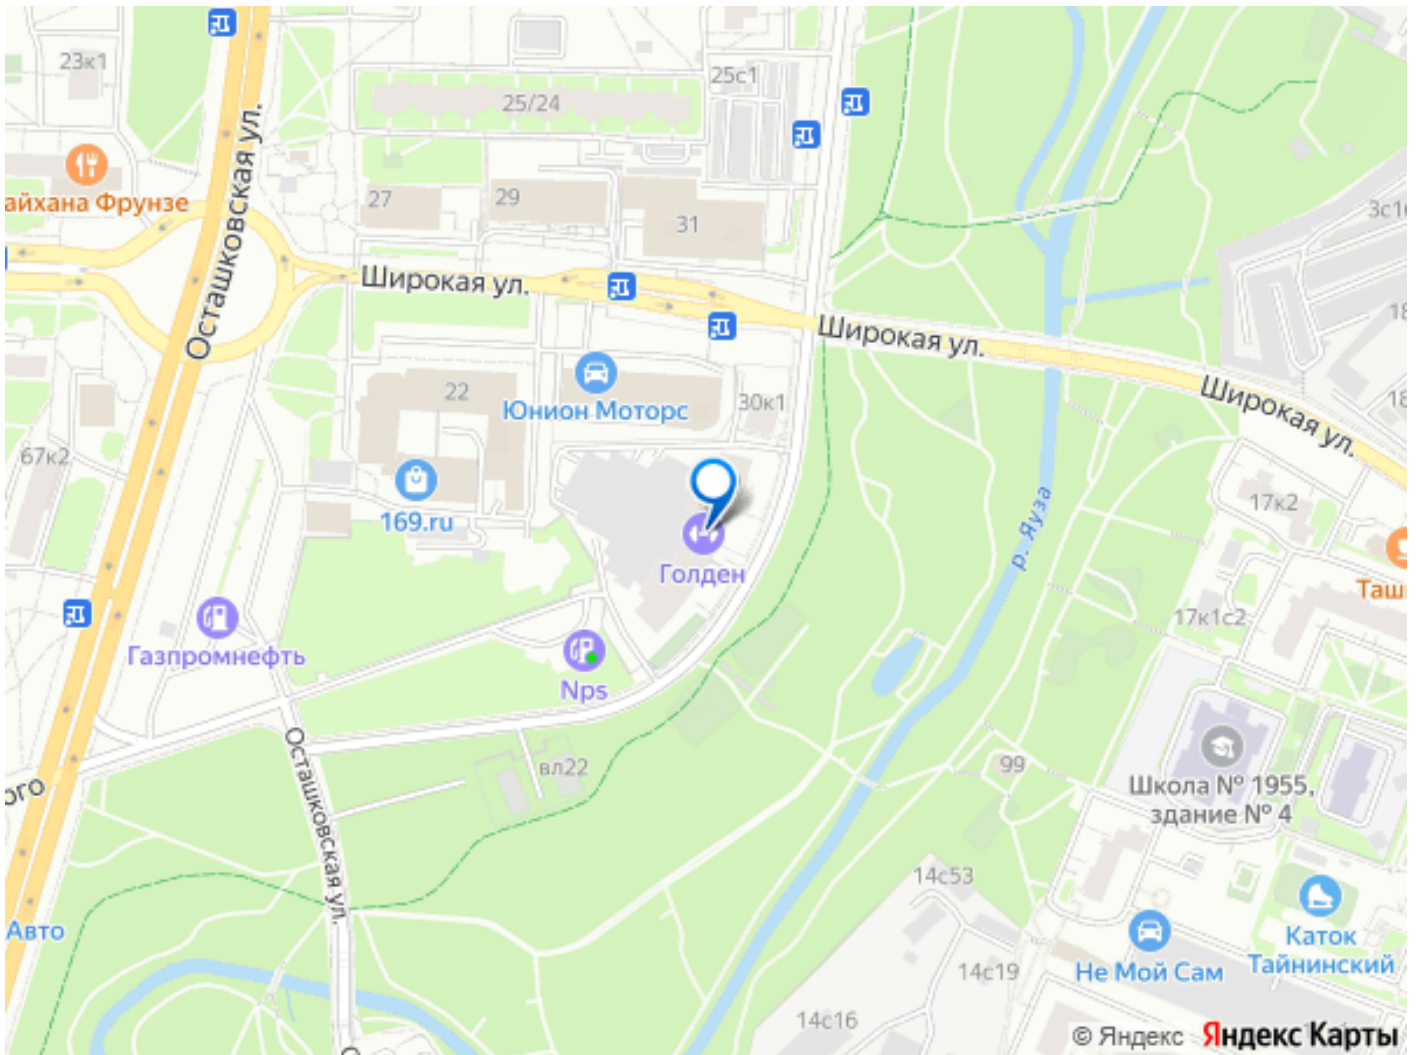 23к1
25/24
25с1
Осташковская ул.
айхана Фрунзе
27
29
31
3с1
Широкая ул.
Широкая ул.
Широкая ул.
18
18
22
Юнион Моторс
30к1
67к2
169.ru
17к2
Голден
р. Яуза
Таш
17к1с2
Газпромнефть
Nps
Осташковская ул.
вл22
99
ого
Школа № 1955,
здание № 4
14с53
Авто
Каток
Тайнинский
14с19
Не Мой Сам
14с16
© Яндекс Яндекс Карты